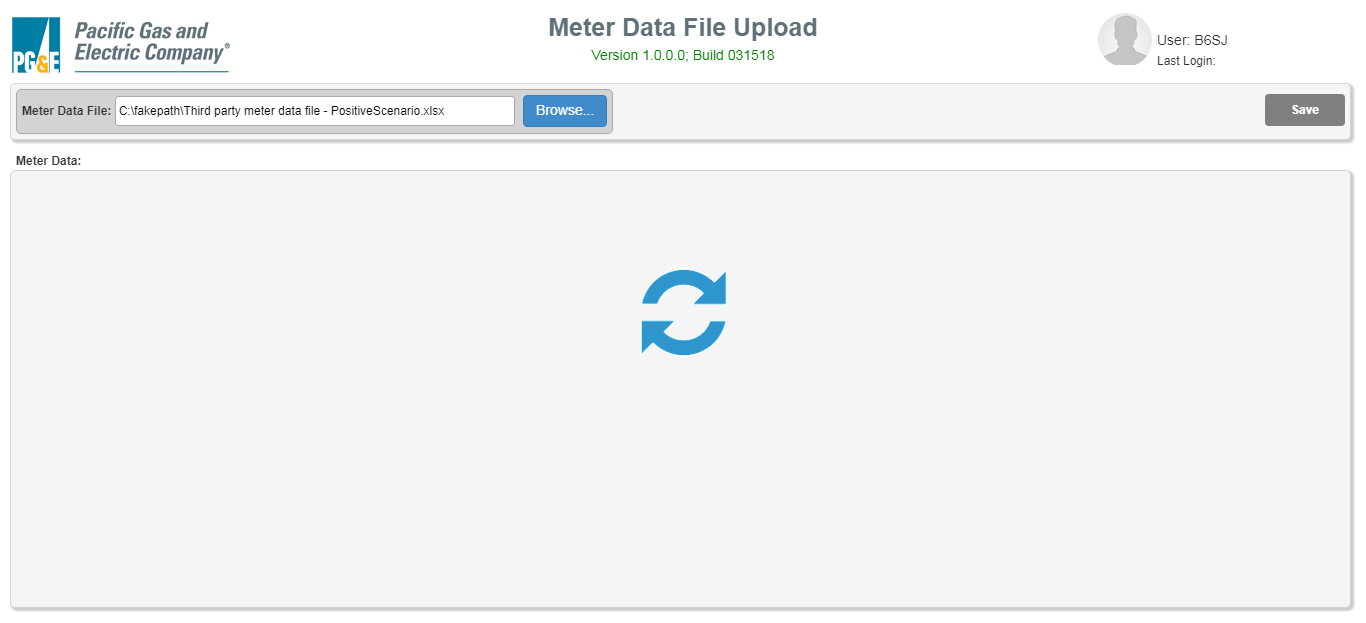 PG&E
Pacific Gas and
Electric Company®
Meter Data File Upload
Version 1.0.0.0; Build 031518
User: B6SJ
Last Login:
Meter Data File: C:\fakepath\Third party meter data file - PositiveScenario.xlsx Browse... Save
Meter Data: